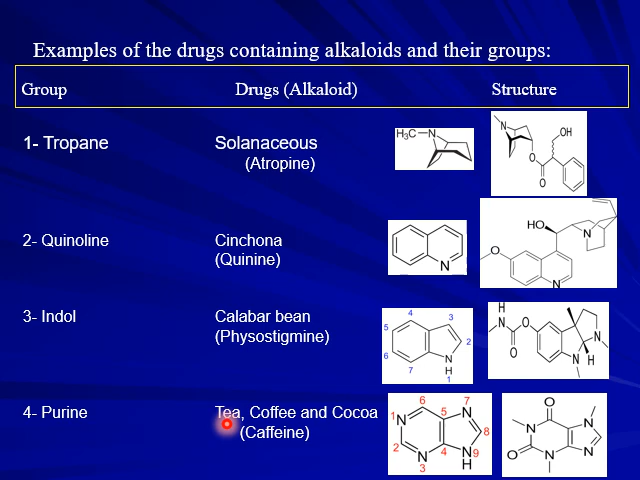 Examples of the drugs containing alkaloids and their groups:
Group Drugs (Alkaloid) Structure
1- Tropane Solanaceous
(Atropine)
H₃C N
N OH O O
2- Quinoline Cinchona
(Quinine)
N
HO N O N
3- Indol Calabar bean
(Physostigmine)
4 3 5 2 6 7 N H 1
H N O O N N H
4- Purine Tea, Coffee and Cocoa
(Caffeine)
6 7 1 N 5 N 8 2 N 4 N 9 3 H
O N N O N N